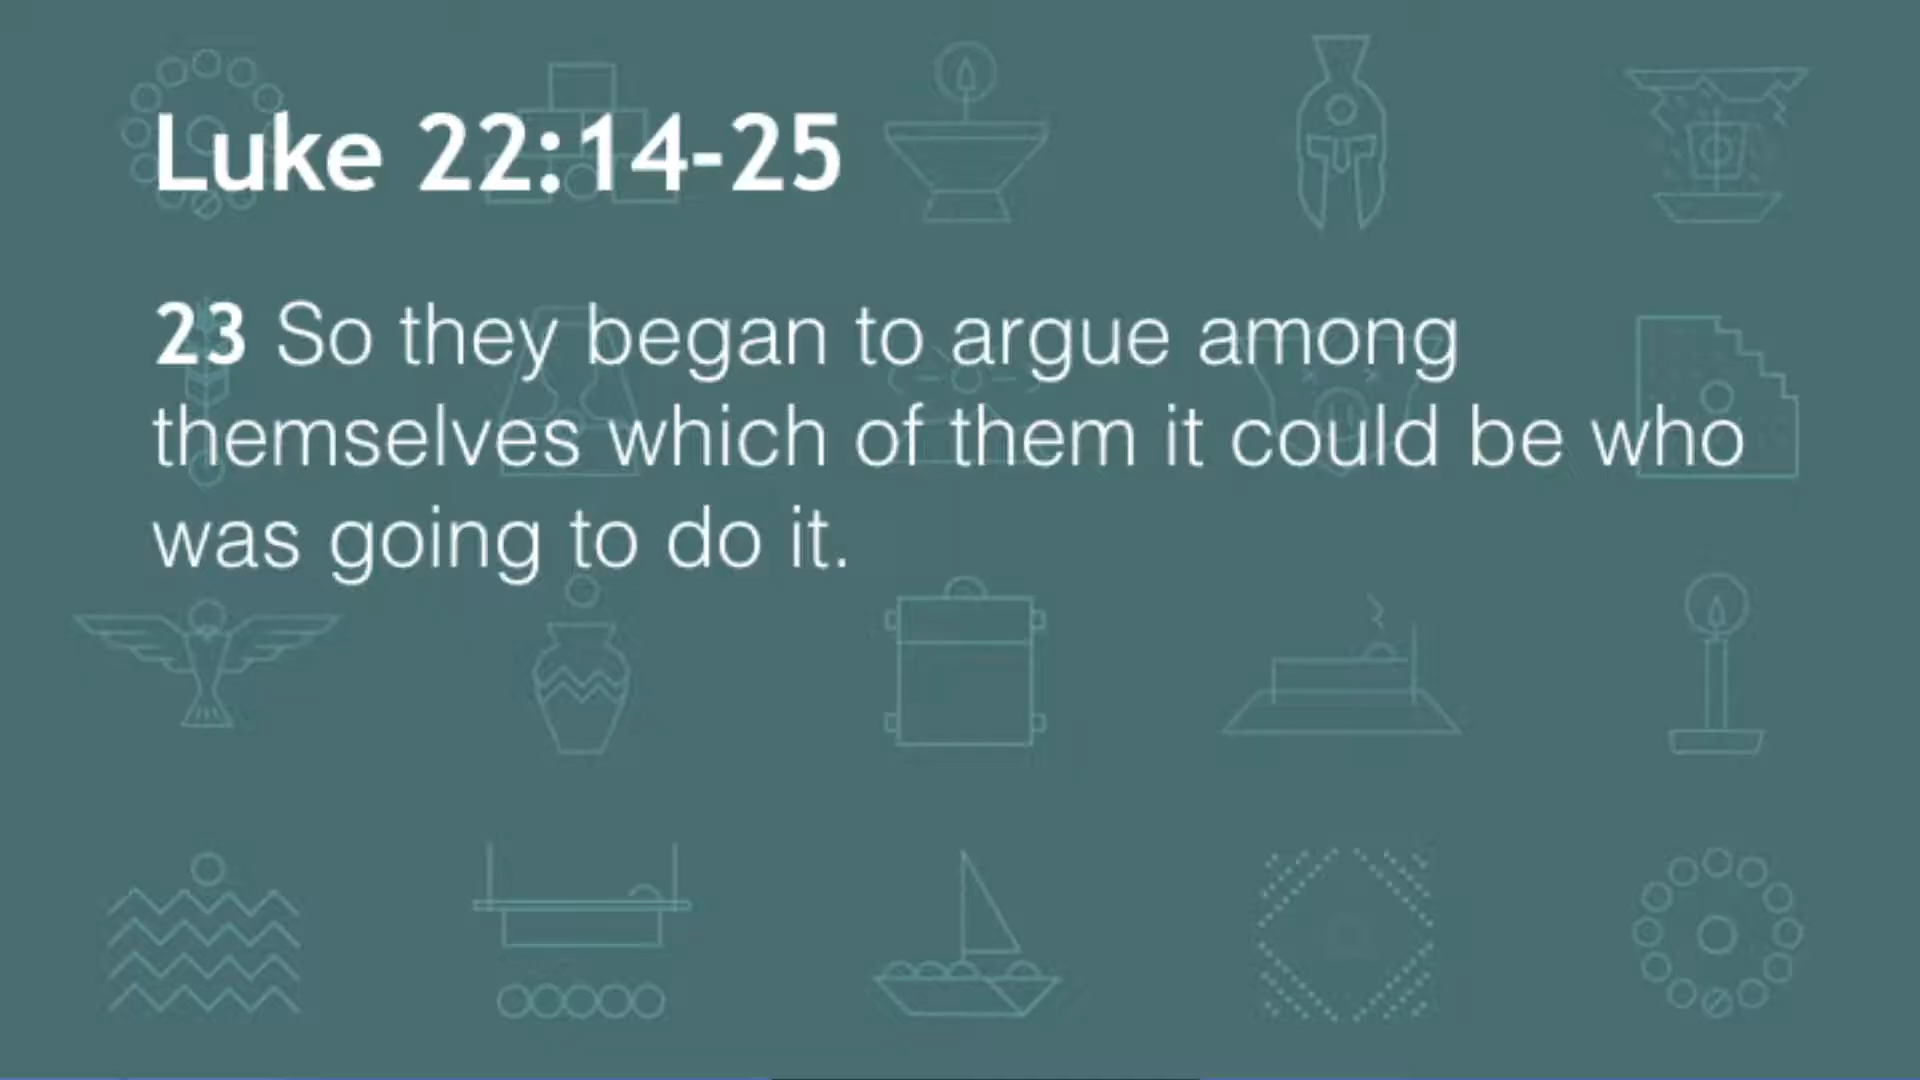 Luke 22:14-25
23 So they began to argue among
themselves which of them it could be who
was going to do it.